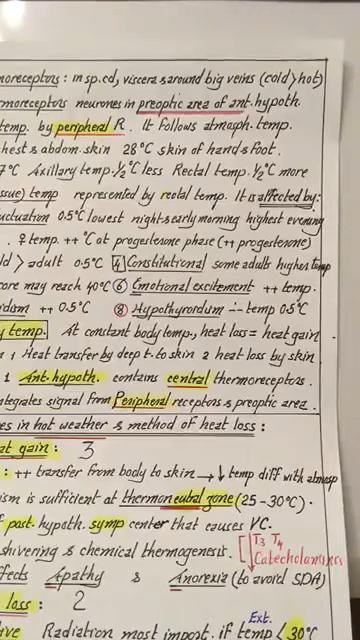 moreceptors : in sp.cd, viscera & around big veins (cold > hot)
rmoreceptors neurones in preoptic area of ant. hypoth
temp. by peripheral R. It follows atmosph. temp.
hest & abdom. skin 28°C skin of hand & foot.
7°C Axillary temp. ½°C less Rectal temp. ½°C more
issue) temp represented by rectal temp. It is affected by:
uctuation 0.5°C lowest night & early morning highest evening
. ♀ temp. ++ °C at progesterone phase (++ progesterone)
ld > adult 0.5°C ④ Constitutional some adults higher temp
core may reach 40°C ⑥ Emotional excitement ++ temp.
rdism ++ 0.5°C ⑧ Hypothyrordum ∴ -- temp 0.5°C
y temp. At constant body temp., heat loss = heat gain
n : Heat transfer by deep t. to skin 2 heat loss by skin
1 Ant. hypoth. contains central thermoreceptors.
ntegrates signal from Peripheral receptors & preoptic area.
es in hot weather & method of heat loss :
at gain : 3
: ++ transfer from body to skin → ↓ temp diff with atmosp
ism is sufficient at thermoneutral zone (25 – 30°C).
f post. hypoth. symp center that causes VC.
shivering & chemical thermogenesis. T3 T4
Catecholamines
ffects Apathy & Anorexia (to avoid SDA)
loss : 2
Ext.
tive Radiation most impost. if temp < 30°C